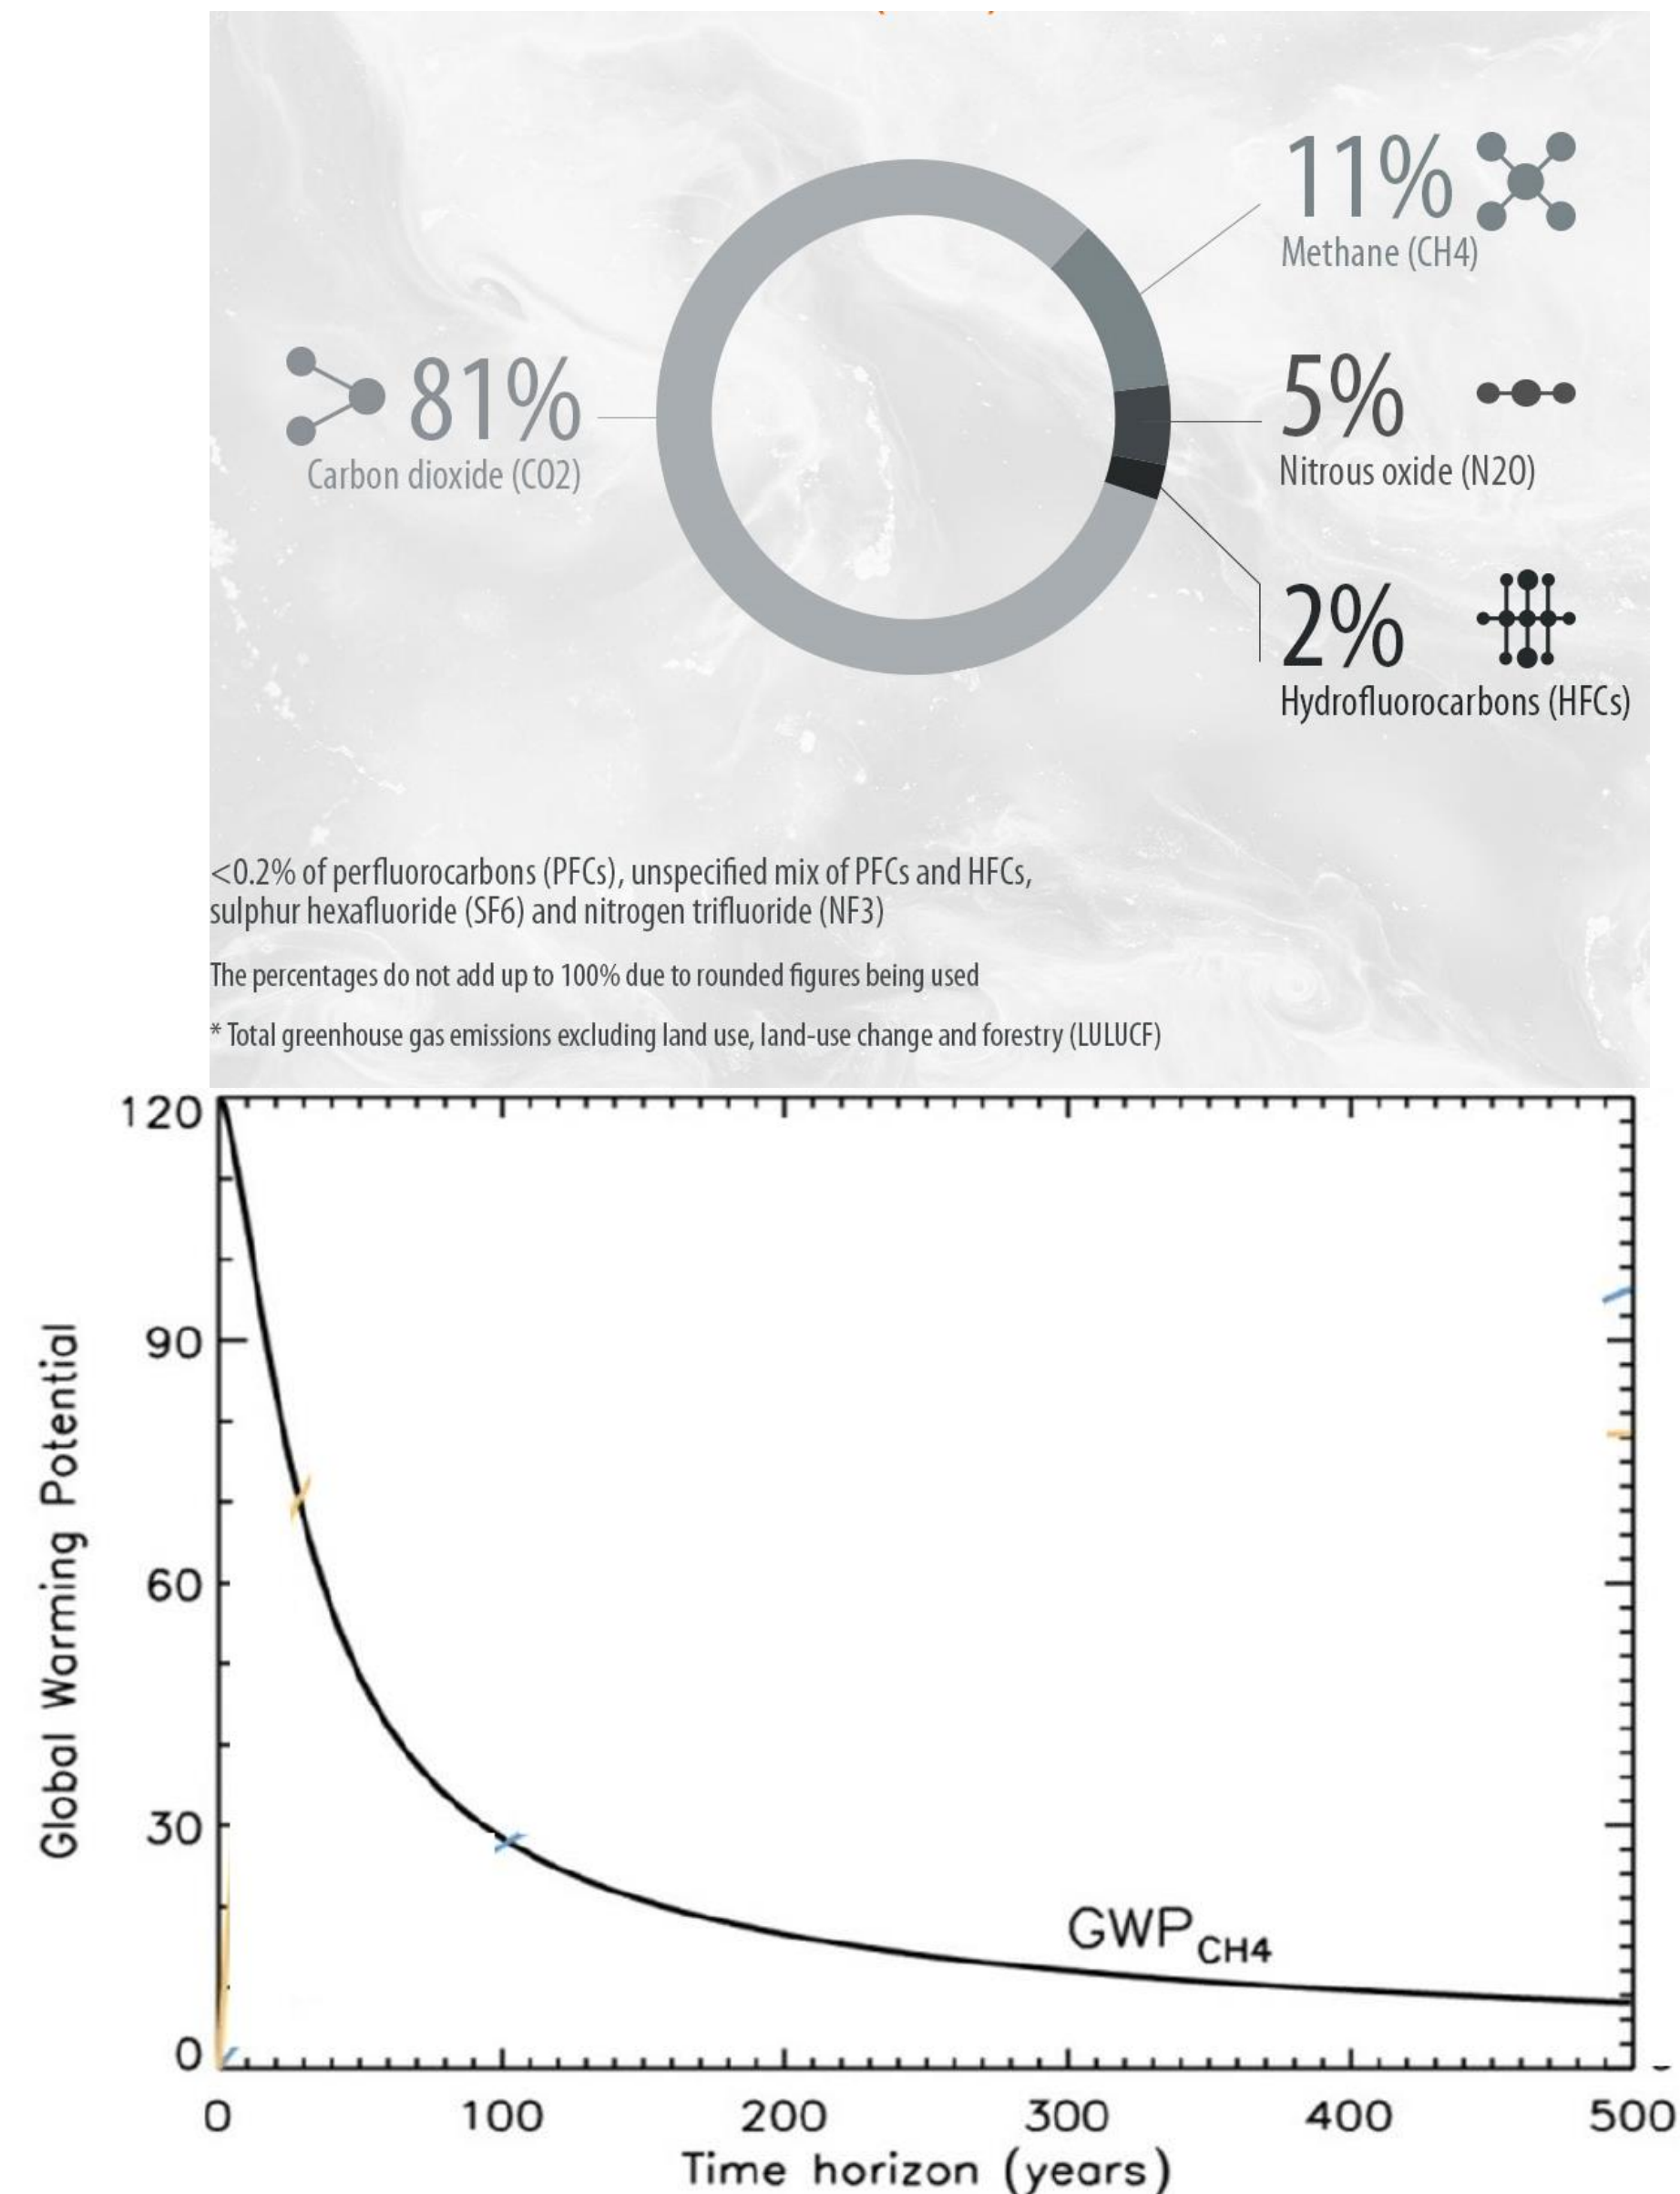 11%
Methane (CH4)
81%
Carbon dioxide (CO2)
5%
Nitrous oxide (N2O)
2%
Hydrofluorocarbons (HFCs)
<0.2% of perfluorocarbons (PFCs), unspecified mix of PFCs and HFCs,
sulphur hexafluoride (SF6) and nitrogen trifluoride (NF3)
The percentages do not add up to 100% due to rounded figures being used
* Total greenhouse gas emissions excluding land use, land-use change and forestry (LULUCF)
120
90
60
30
0
Global Warming Potential
GWP CH4
0 100 200 300 400 500
Time horizon (years)